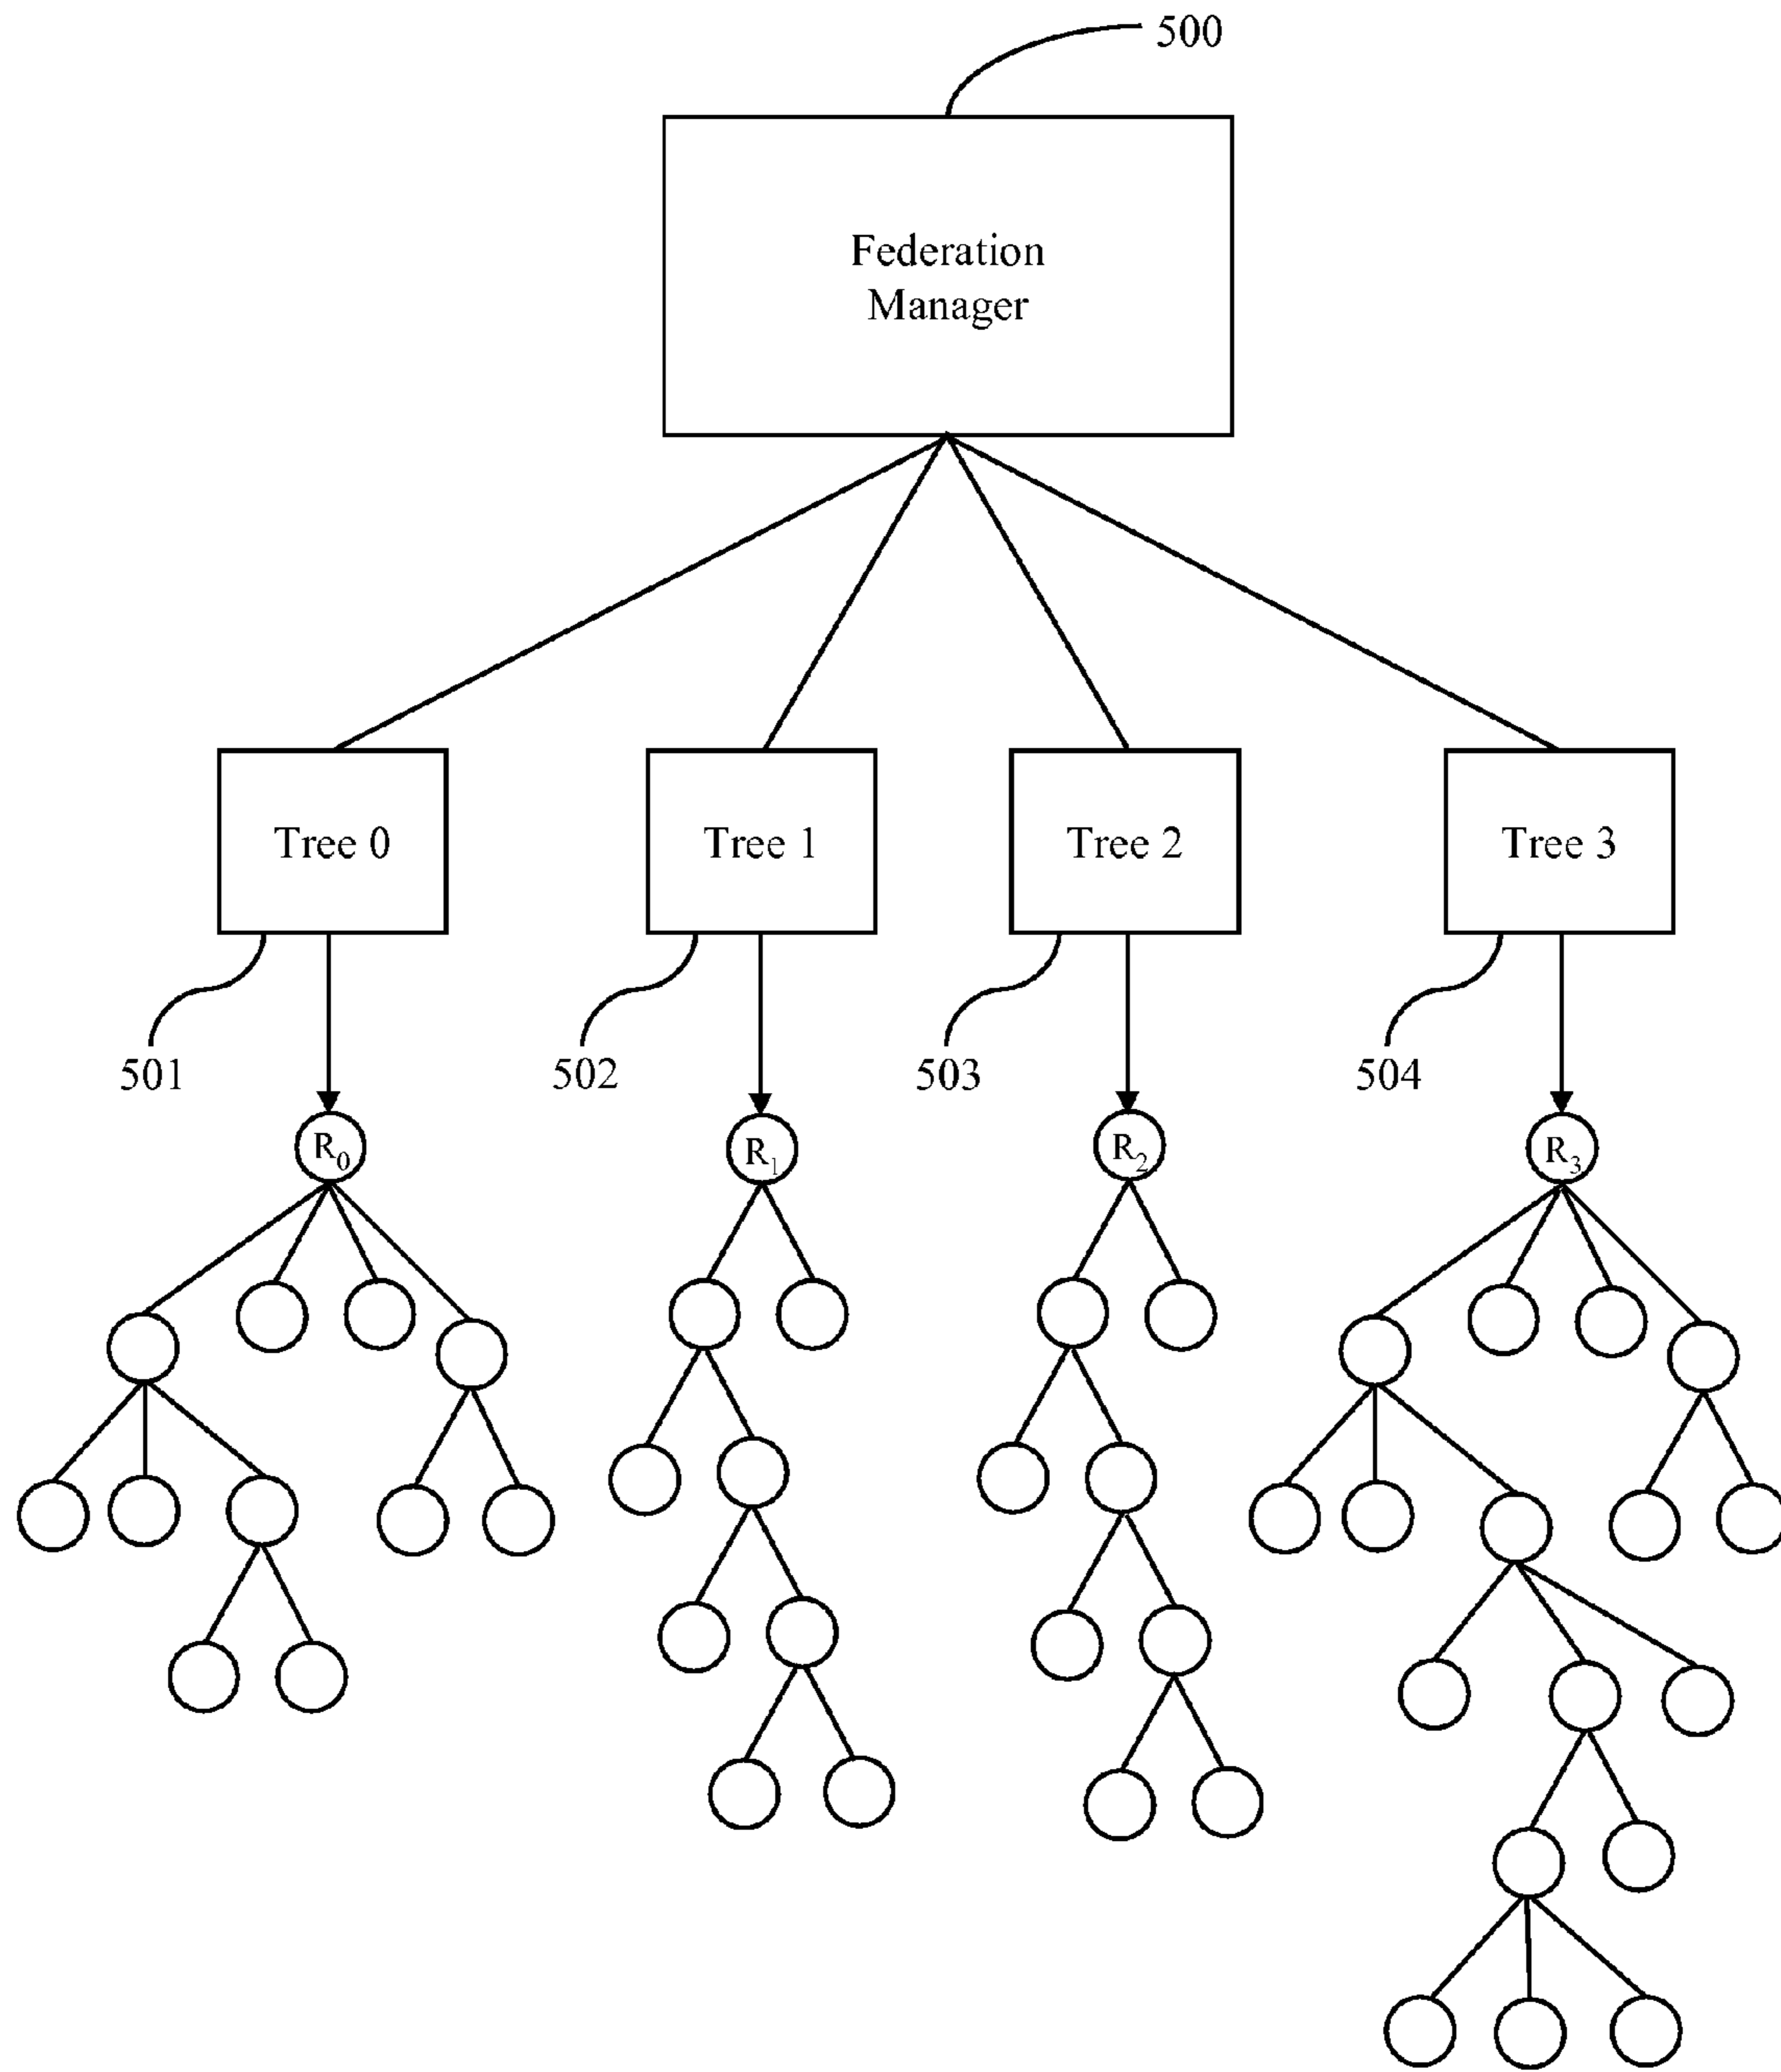 500
Federation
Manager
Tree 0
Tree 1
Tree 2
Tree 3
501
502
503
504
R0
R1
R2
R3